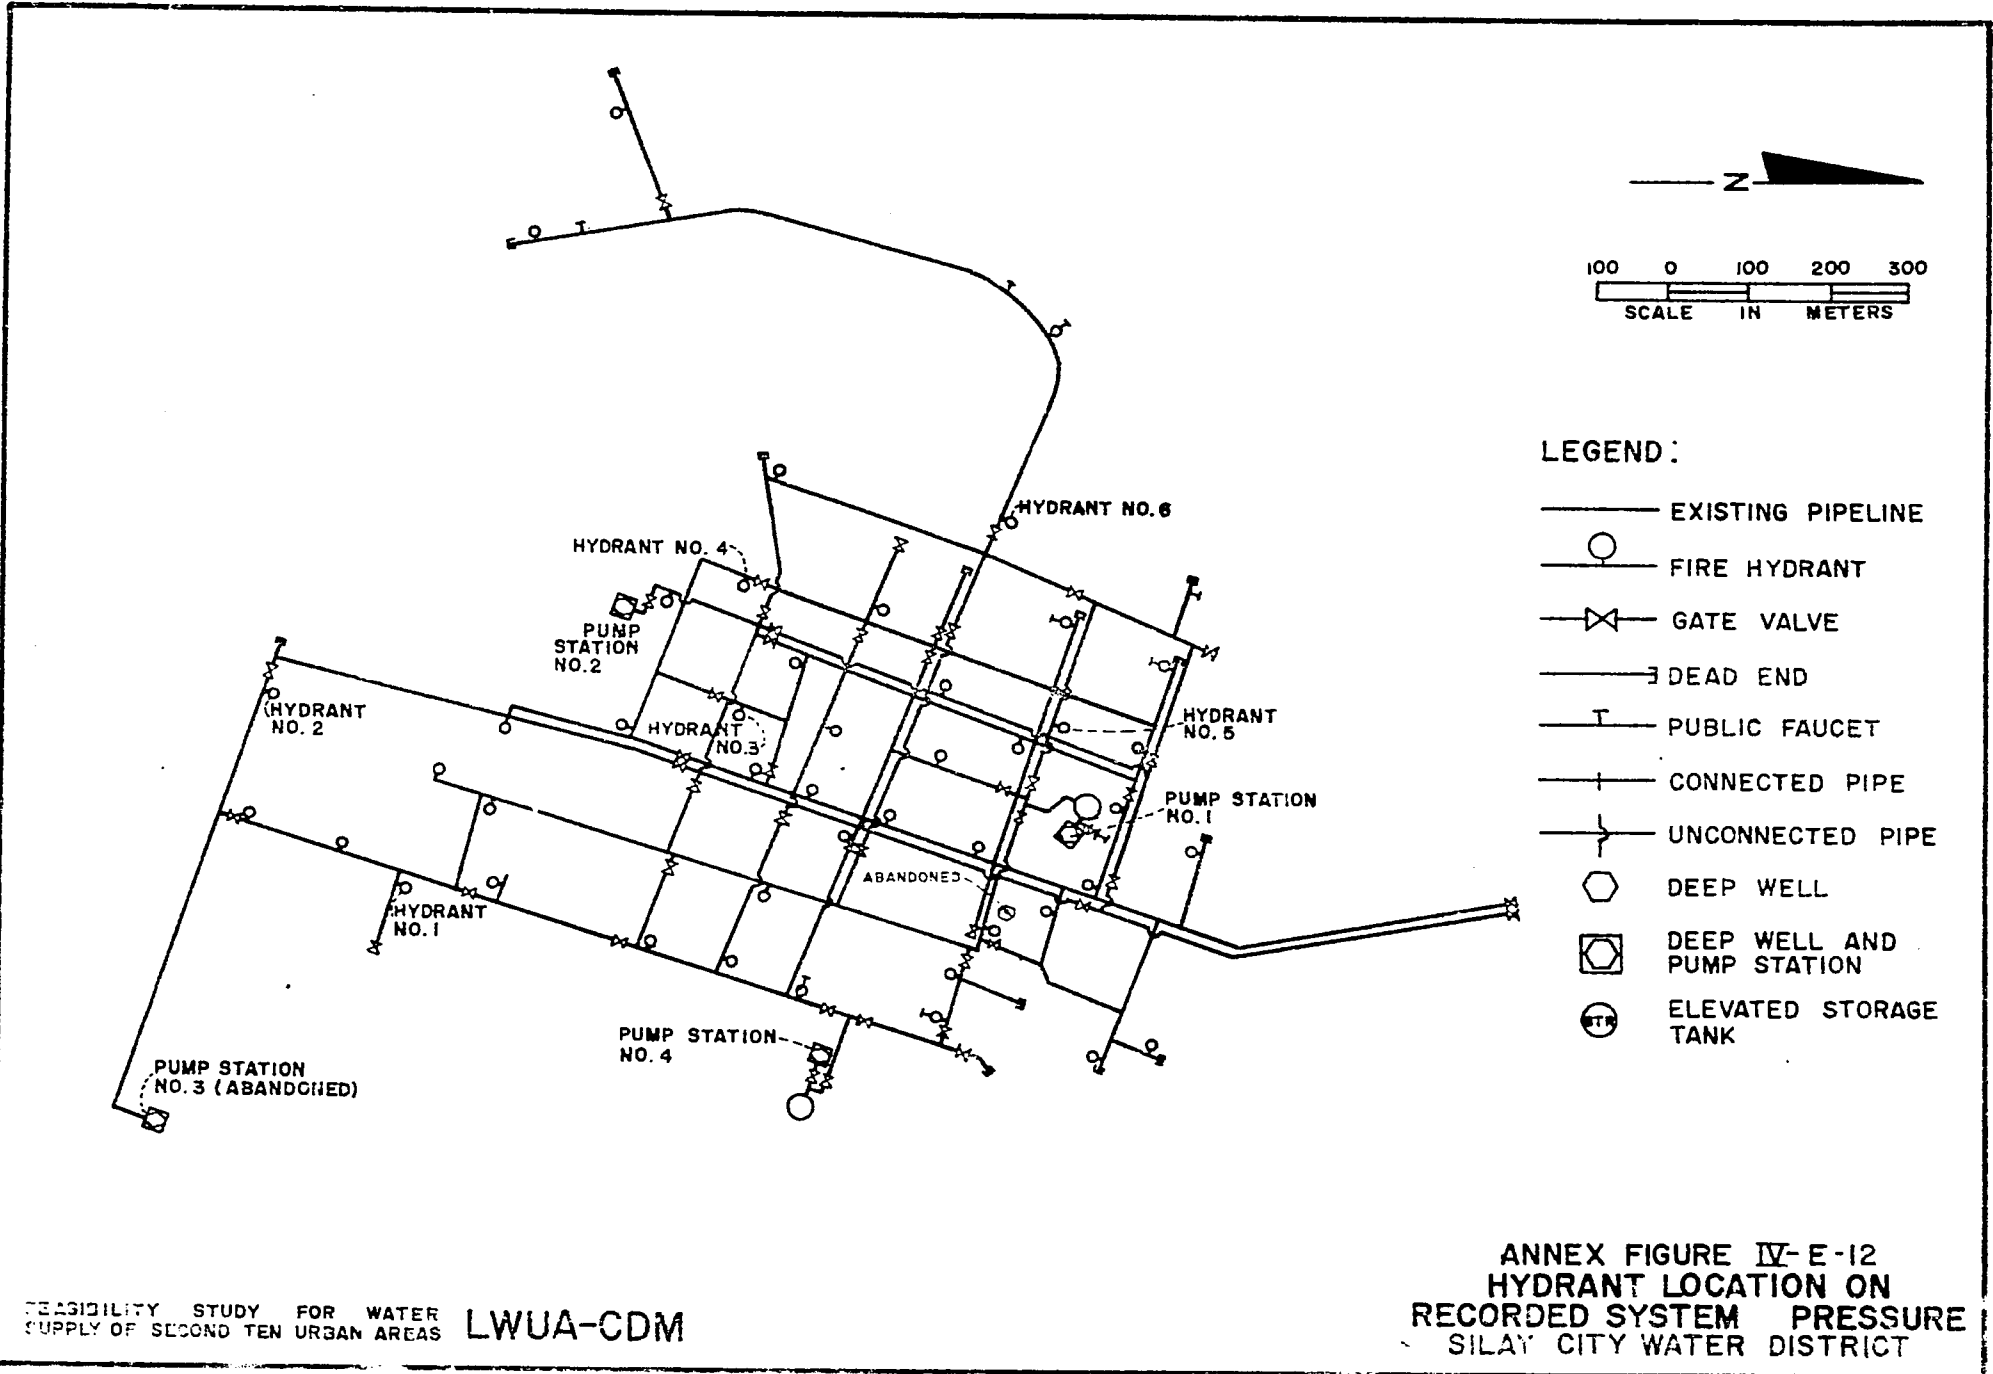 N
100 0 100 200 300
SCALE IN METERS
LEGEND:
EXISTING PIPELINE
FIRE HYDRANT
GATE VALVE
DEAD END
PUBLIC FAUCET
CONNECTED PIPE
UNCONNECTED PIPE
DEEP WELL
DEEP WELL AND
PUMP STATION
STR
ELEVATED STORAGE
TANK
HYDRANT NO.6
HYDRANT NO. 4
PUMP
STATION
NO.2
HYDRANT
NO. 2
HYDRANT
NO.3
HYDRANT
NO. 5
PUMP STATION
NO. 1
ABANDONED
HYDRANT
NO. 1
PUMP STATION
NO. 4
PUMP STATION
NO. 3 (ABANDONED)
ANNEX FIGURE IV-E-12
HYDRANT LOCATION ON
RECORDED SYSTEM PRESSURE
SILAY CITY WATER DISTRICT
FEASIBILITY STUDY FOR WATER
SUPPLY OF SECOND TEN URBAN AREAS
LWUA-CDM